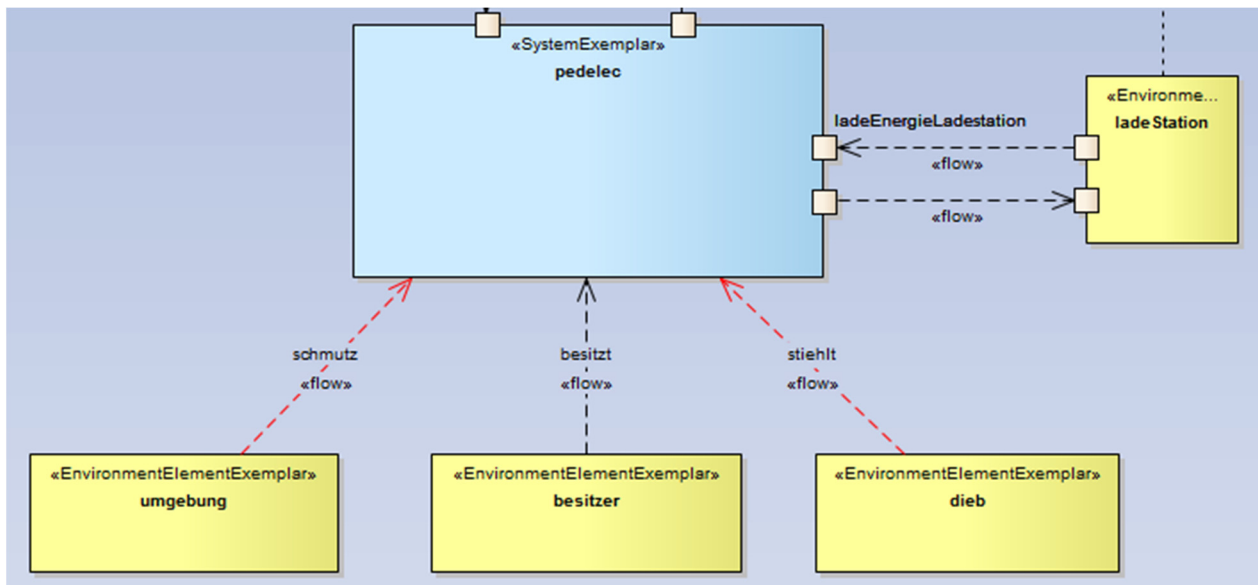 «SystemExemplar»
pedelec
«Environme...
ladeStation
ladeEnergieLadestation
«flow»
«flow»
schmutz
«flow»
besitzt
«flow»
stiehlt
«flow»
«EnvironmentElementExemplar»
umgebung
«EnvironmentElementExemplar»
besitzer
«EnvironmentElementExemplar»
dieb